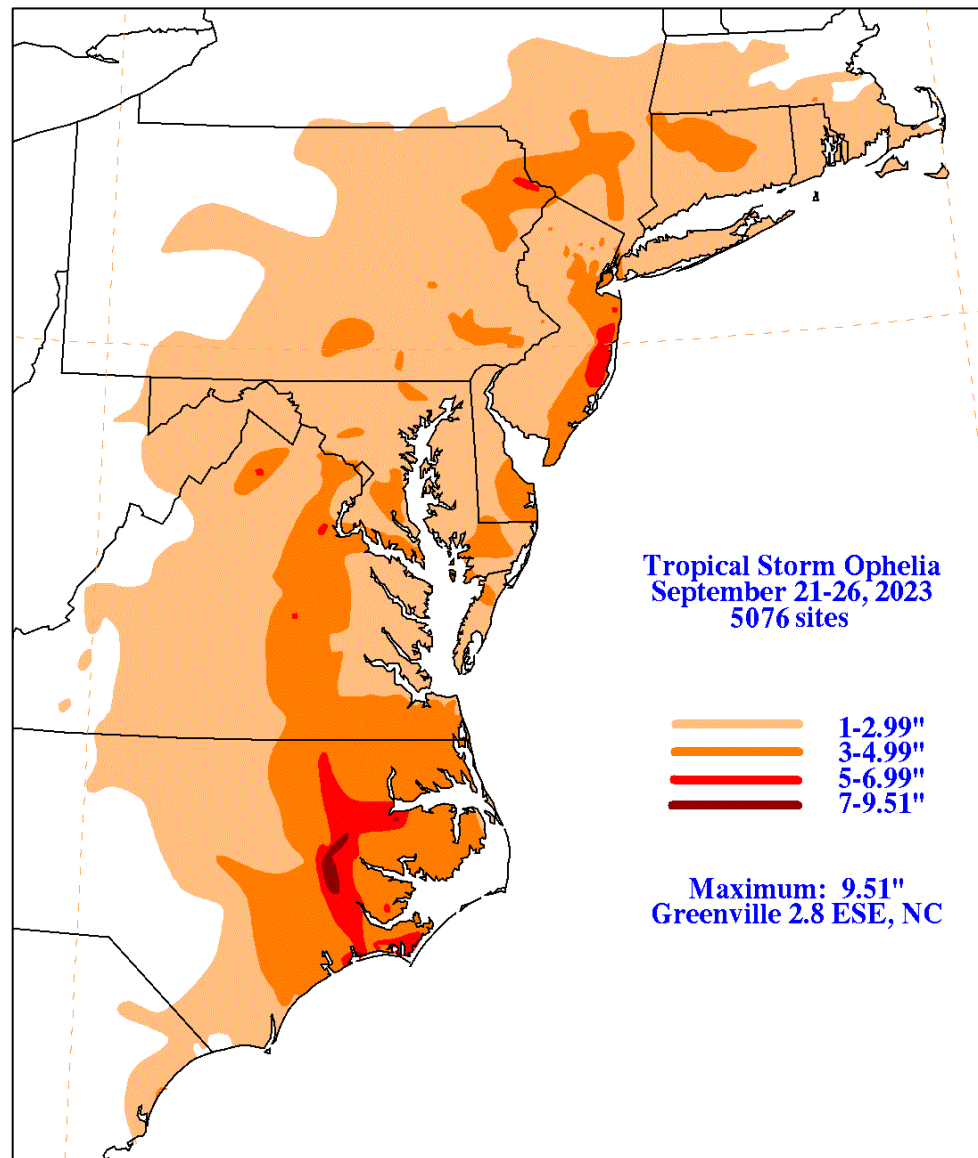 Tropical Storm Ophelia
September 21-26, 2023
5076 sites
1-2.99"
3-4.99"
5-6.99"
7-9.51"
Maximum: 9.51"
Greenville 2.8 ESE, NC